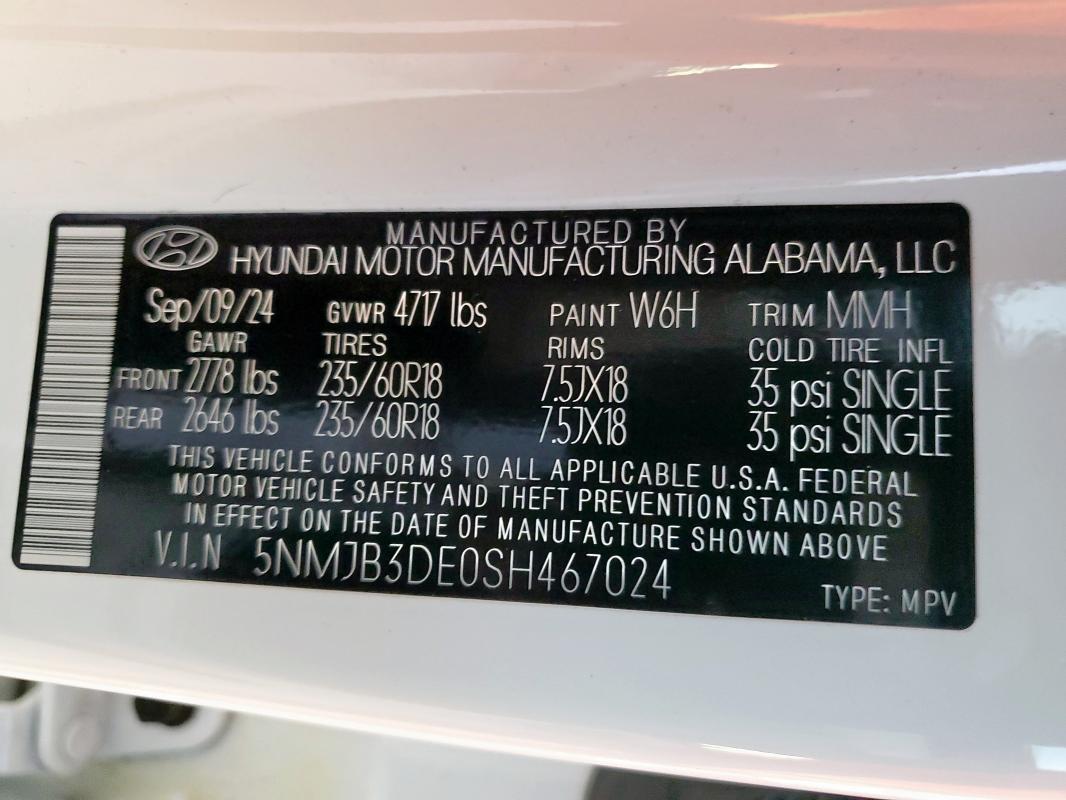 MANUFACTURED BY
HYUNDAI MOTOR MANUFACTURING ALABAMA, LLC
Sep/09/24 GVWR 4717 lbs PAINT W6H TRIM MMH
GAWR TIRES RIMS COLD TIRE INFL
FRONT 2778 lbs 235/60R18 7.5JX18 35 psi SINGLE
REAR 2646 lbs 235/60R18 7.5JX18 35 psi SINGLE
THIS VEHICLE CONFORMS TO ALL APPLICABLE U.S.A. FEDERAL
MOTOR VEHICLE SAFETY AND THEFT PREVENTION STANDARDS
IN EFFECT ON THE DATE OF MANUFACTURE SHOWN ABOVE
V.I.N 5NMJB3DE0SH467024
TYPE: MPV